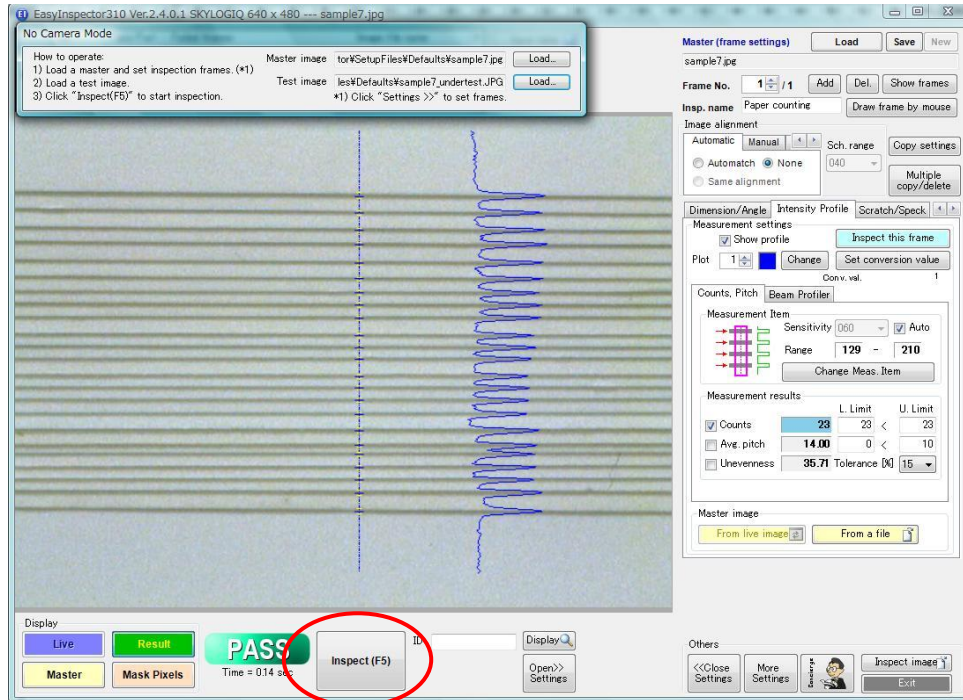 EI EasyInspector310 Ver.2.4.0.1 SKYLOGIQ 640 x 480 --- sample7.jpg
No Camera Mode
How to operate:
1) Load a master and set inspection frames. (*1)
2) Load a test image.
3) Click "Inspect(F5)" to start inspection.
Master image tor¥SetupFiles¥Defaults¥sample7.jpg Load...
Test image les¥Defaults¥sample7_undertest.JPG Load...
*1) Click "Settings >>" to set frames.
Master (frame settings) Load Save New
sample7.jpg
Frame No. 1 / 1 Add Del. Show frames
Insp. name Paper counting Draw frame by mouse
Image alignment
Automatic Manual Sch. range Copy settings
Automatch None 040
Same alignment Multiple copy/delete
Dimension/Angle Intensity Profile Scratch/Speck
Measurement settings
Show profile Inspect this frame
Plot 1 Change Set conversion value
Conv. val. 1
Counts, Pitch Beam Profiler
Measurement Item
Sensitivity 060 Auto
Range 129 - 210
Change Meas. Item
Measurement results
L. Limit U. Limit
Counts 23 23 < 23
Avg. pitch 14.00 0 < 10
Unevenness 35.71 Tolerance [%] 15
Master image
From live image From a file
Display
Live Result
Master Mask Pixels
PASS
Time = 0.14 sec
Inspect (F5)
ID
Display
Open>>
Settings
Others
<<Close
Settings
More
Settings
Concierge
Inspect image
Exit